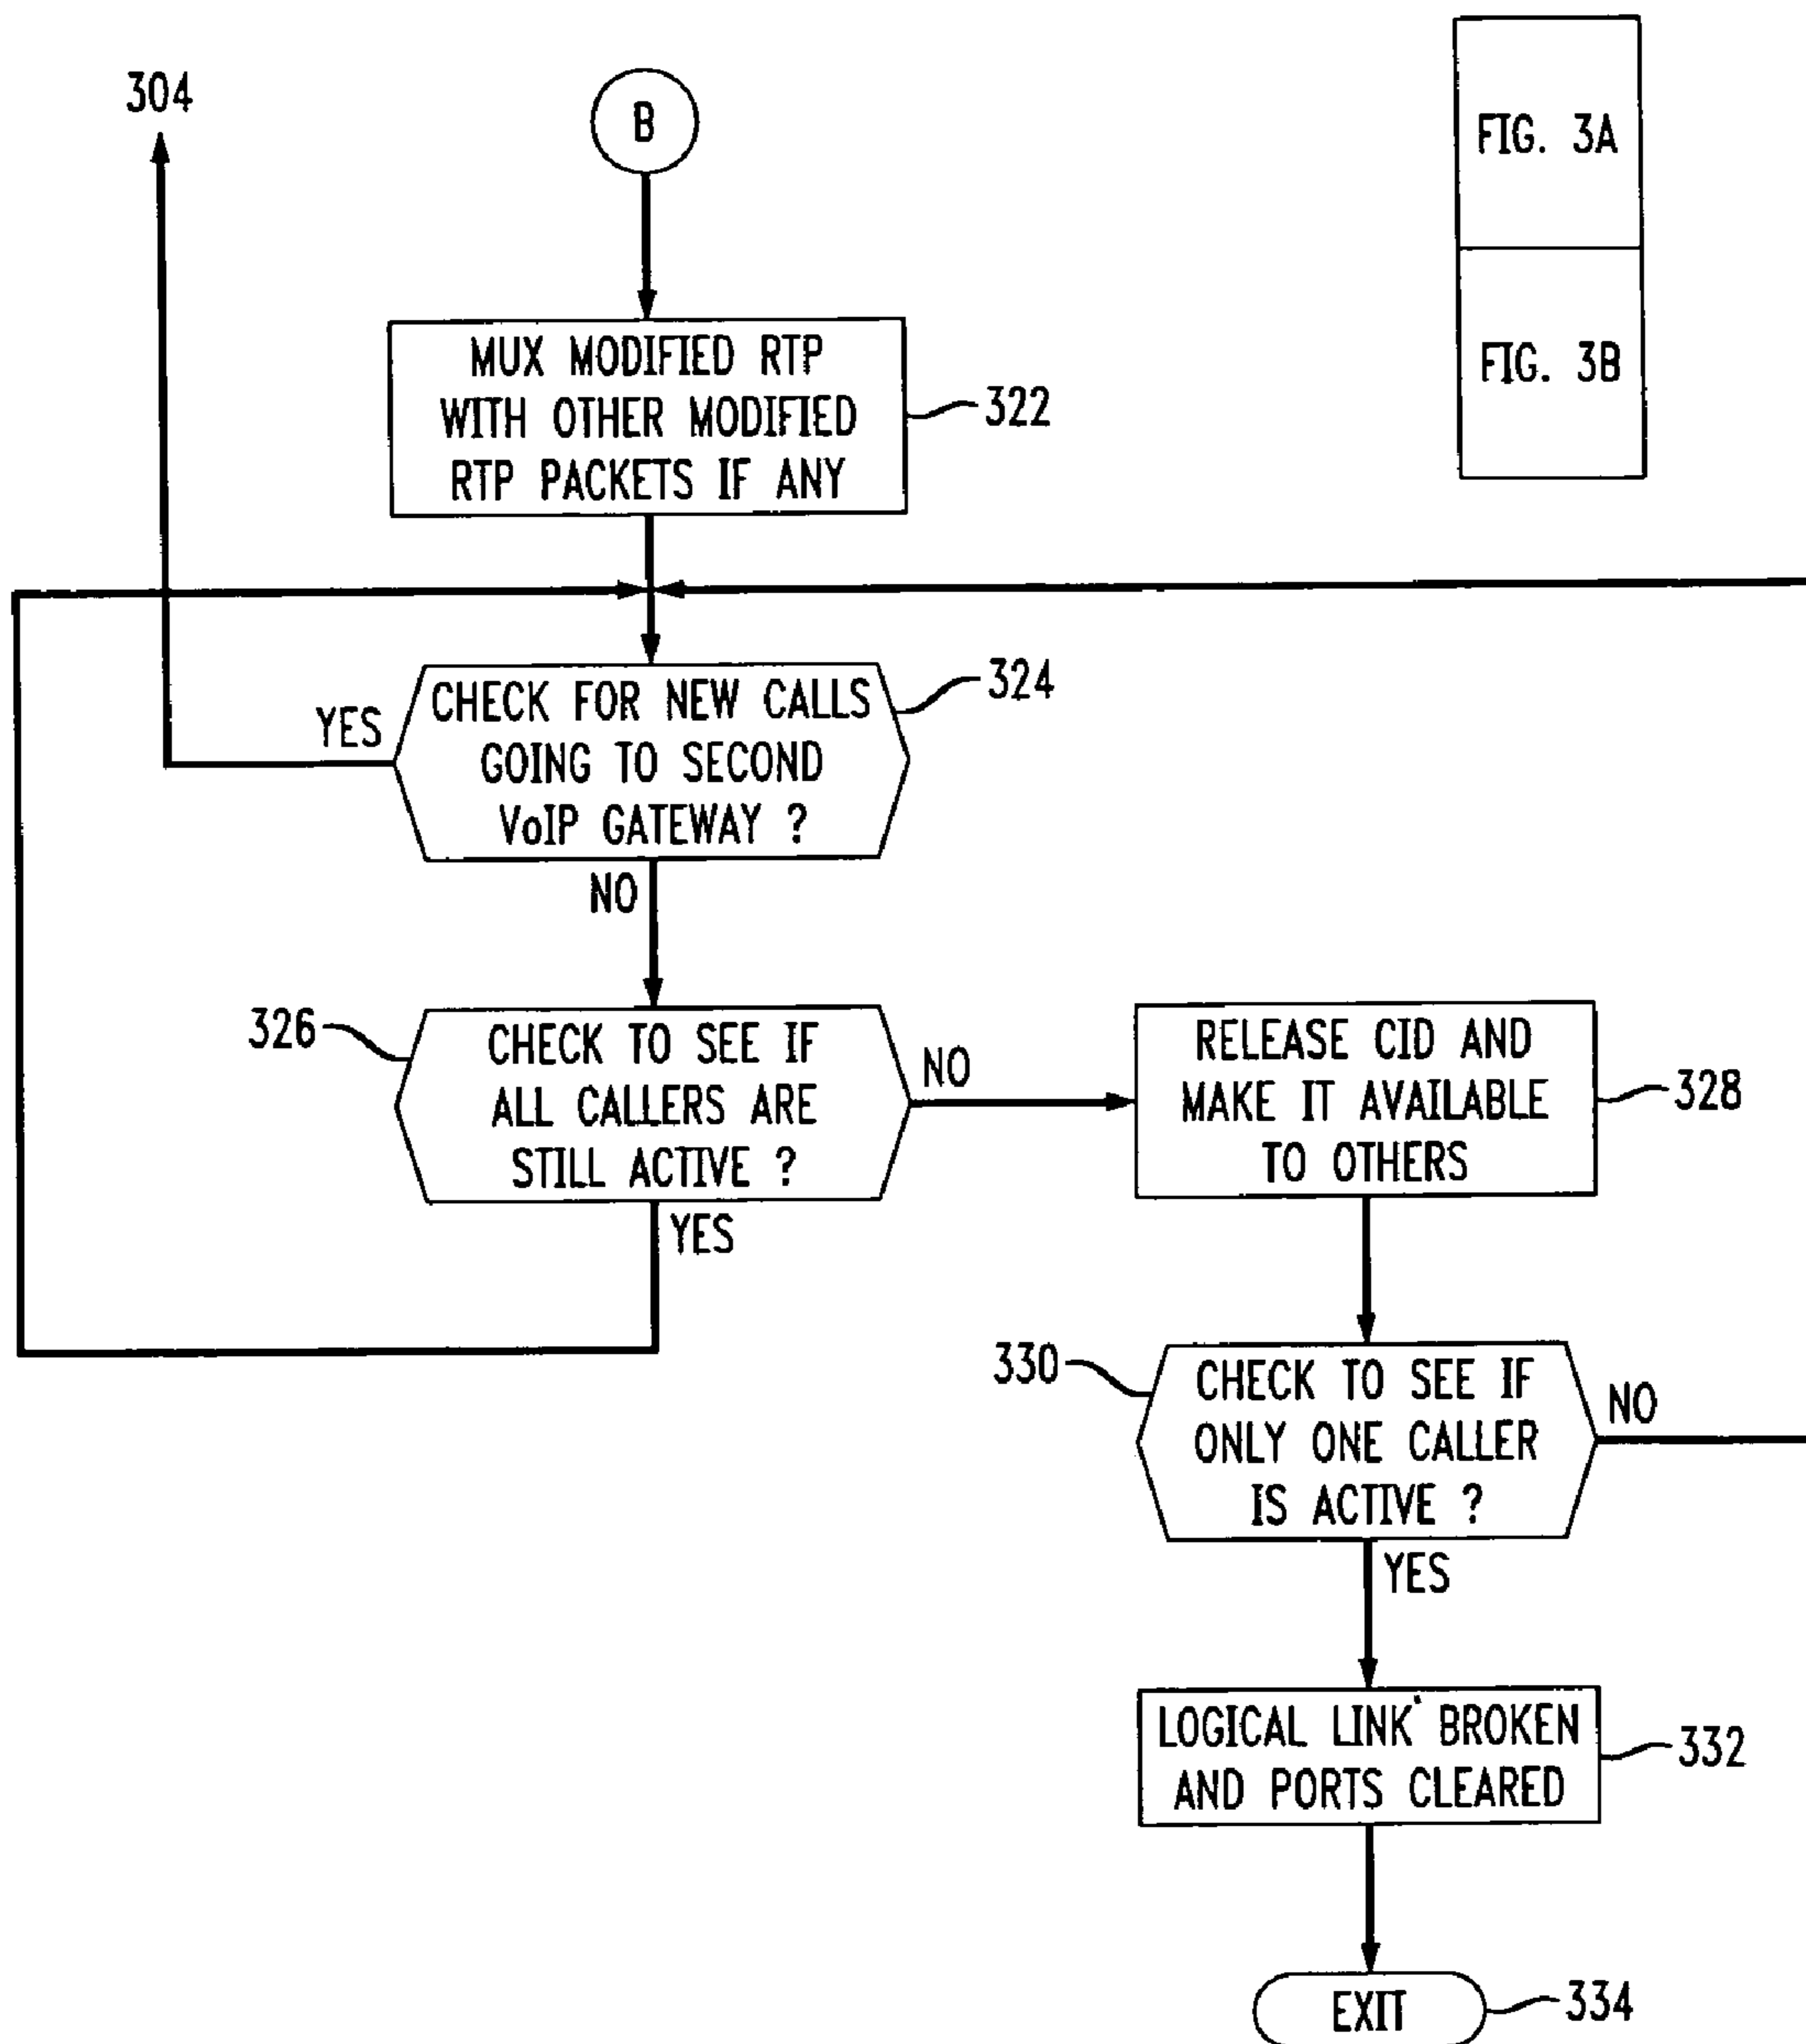 304
B
FIG. 3A
FIG. 3B
MUX MODIFIED RTP
WITH OTHER MODIFIED
RTP PACKETS IF ANY
322
CHECK FOR NEW CALLS
GOING TO SECOND
VoIP GATEWAY ?
324
YES
NO
326
CHECK TO SEE IF
ALL CALLERS ARE
STILL ACTIVE ?
NO
YES
RELEASE CID AND
MAKE IT AVAILABLE
TO OTHERS
328
330
CHECK TO SEE IF
ONLY ONE CALLER
IS ACTIVE ?
NO
YES
LOGICAL LINK BROKEN
AND PORTS CLEARED
332
EXIT
334